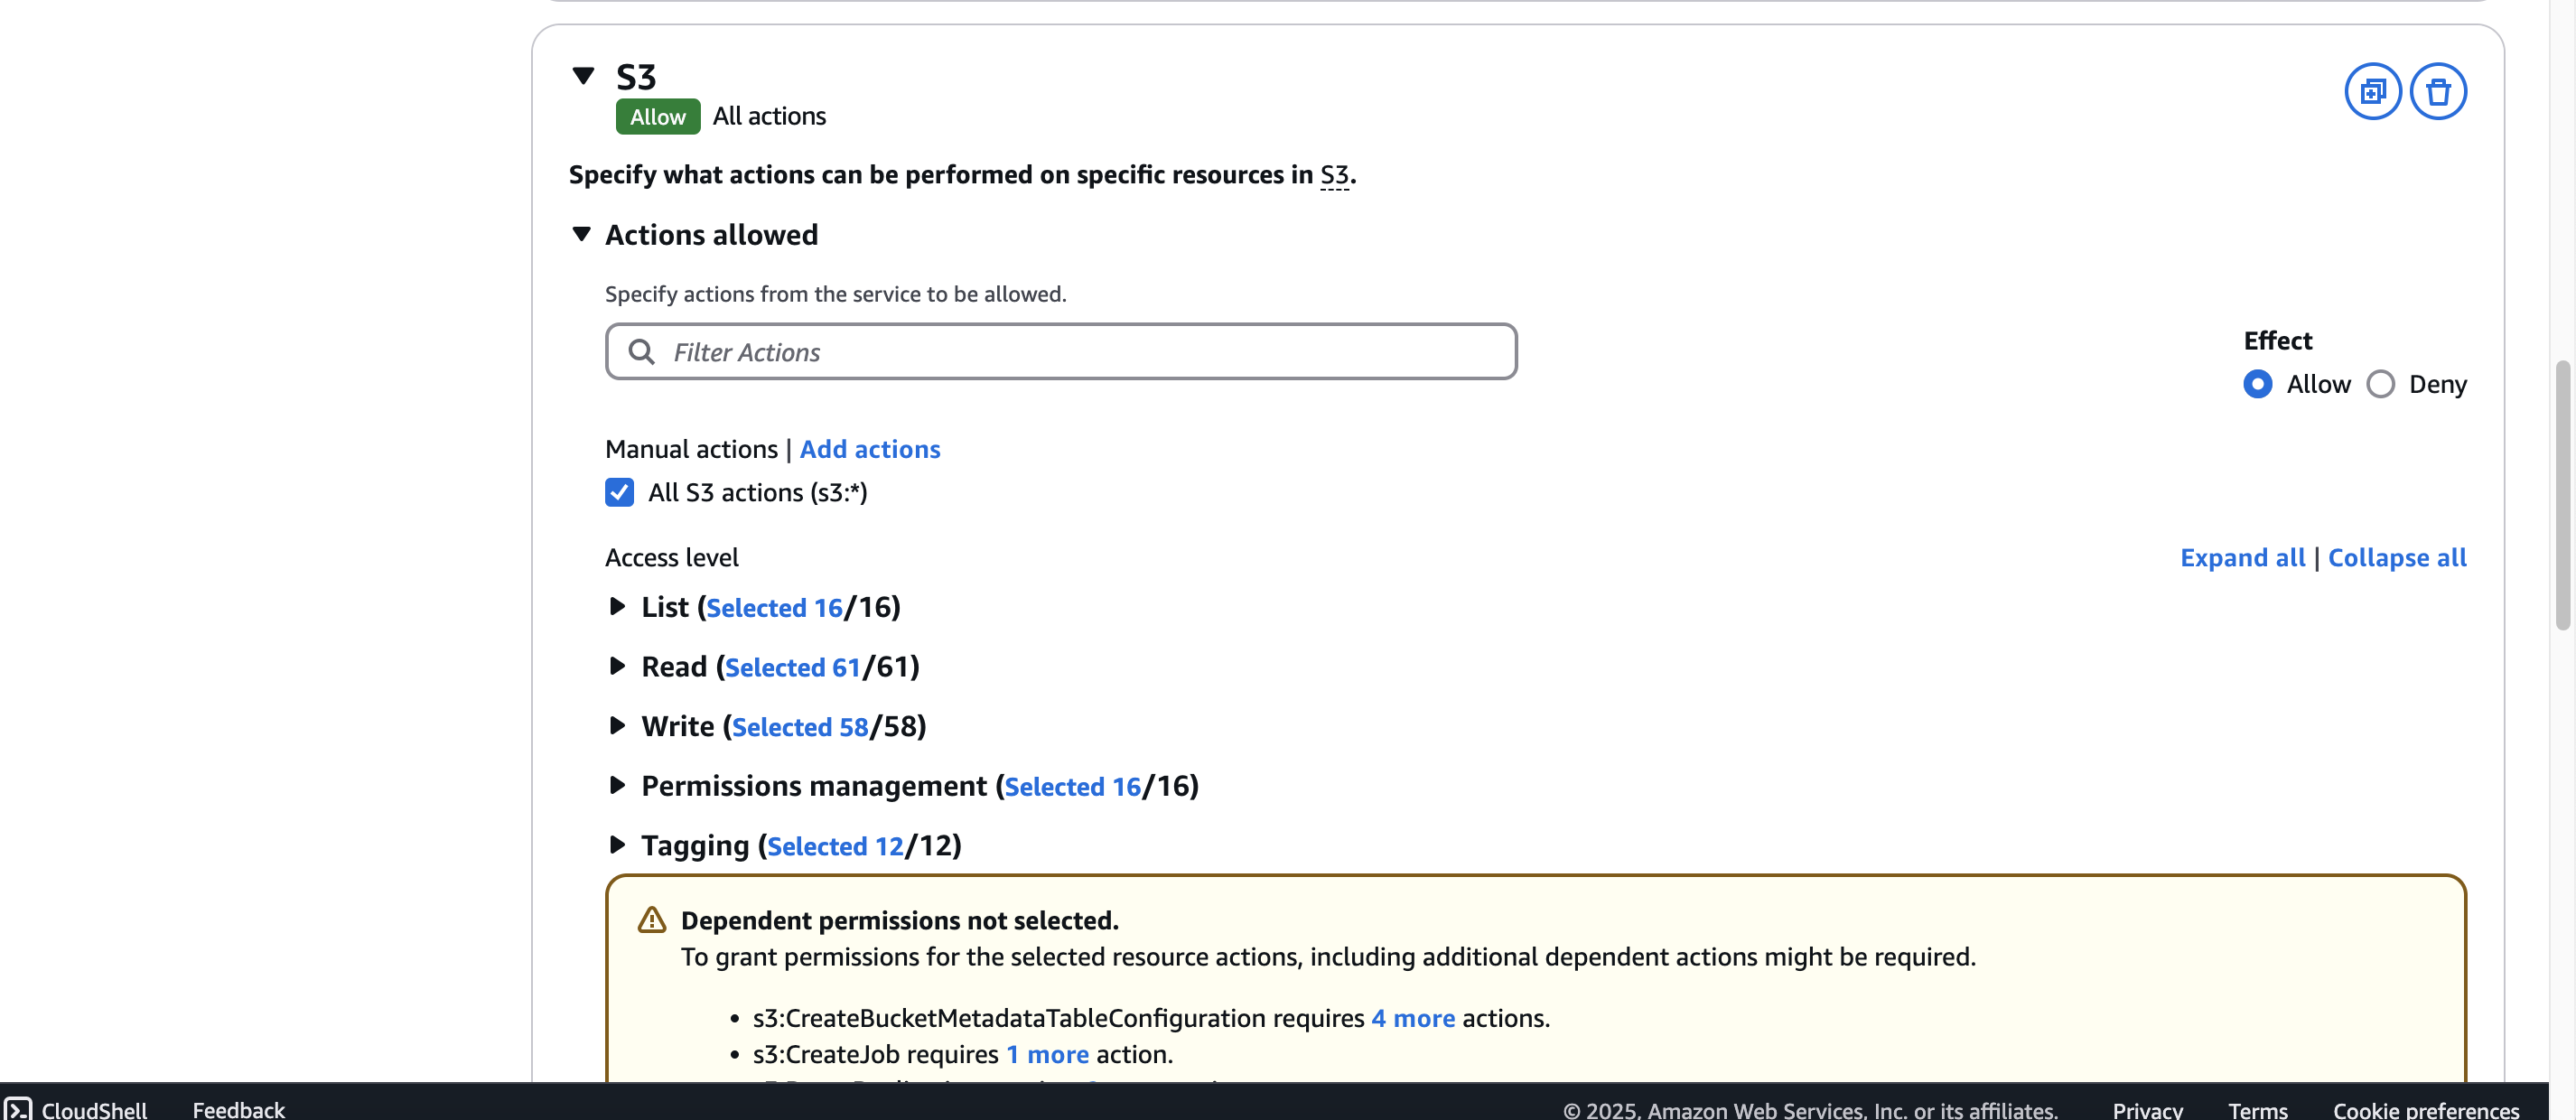 S3
Allow All actions
Specify what actions can be performed on specific resources in S3.
Actions allowed
Specify actions from the service to be allowed.
Filter Actions
Effect
Allow Deny
Manual actions | Add actions
All S3 actions (s3:*)
Access level
Expand all | Collapse all
List (Selected 16/16)
Read (Selected 61/61)
Write (Selected 58/58)
Permissions management (Selected 16/16)
Tagging (Selected 12/12)
Dependent permissions not selected.
To grant permissions for the selected resource actions, including additional dependent actions might be required.
• s3:CreateBucketMetadataTableConfiguration requires 4 more actions.
• s3:CreateJob requires 1 more action.
CloudShell Feedback © 2025, Amazon Web Services, Inc. or its affiliates. Privacy Terms Cookie preferences